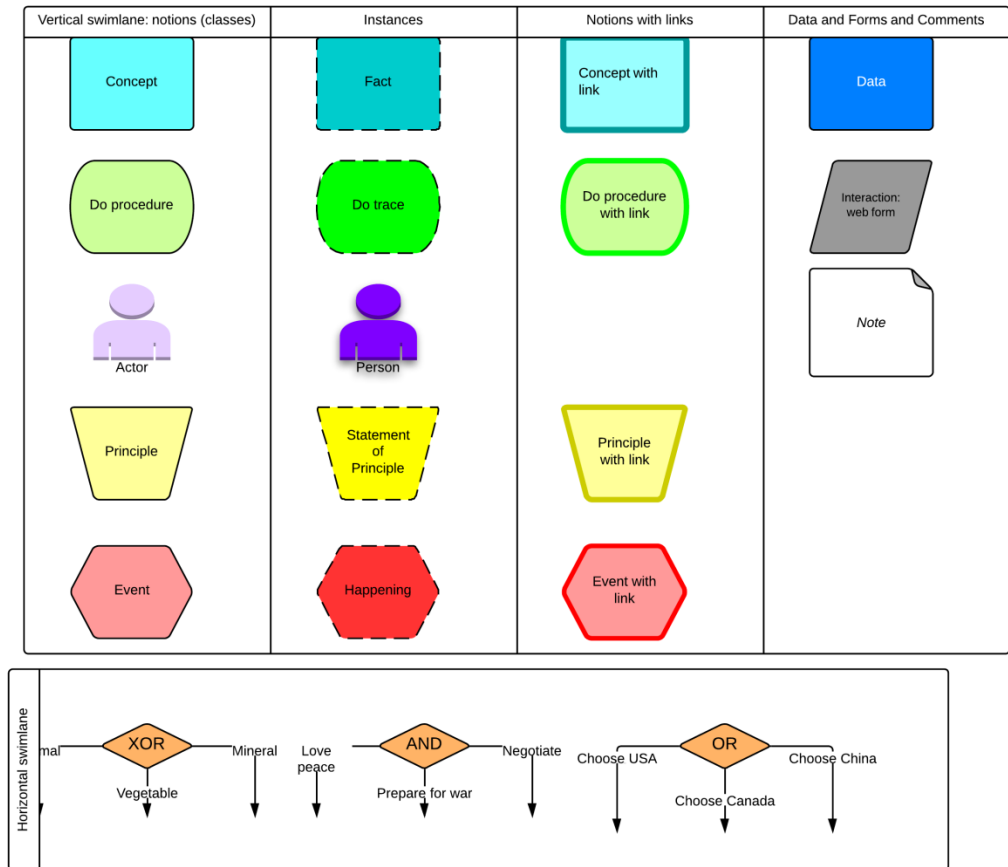 Vertical swimlane: notions (classes)
Instances
Notions with links
Data and Forms and Comments
Concept
Fact
Concept with
link
Data
Do procedure
Do trace
Do procedure
with link
Interaction:
web form
Actor
Person
Note
Principle
Statement
of
Principle
Principle
with link
Event
Happening
Event with
link
Horizontal swimlane
mal
XOR
Mineral
Vegetable
Love
peace
AND
Negotiate
Prepare for war
Choose USA
OR
Choose China
Choose Canada